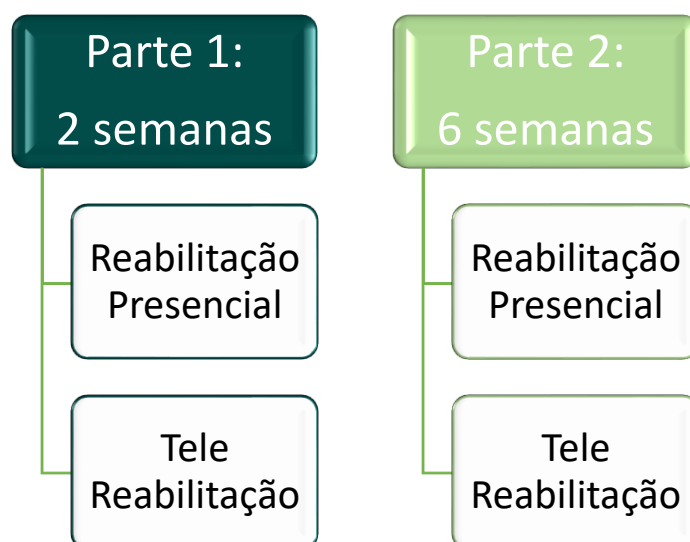 Parte 1:
2 semanas
Reabilitação
Presencial
Tele
Reabilitação
Parte 2:
6 semanas
Reabilitação
Presencial
Tele
Reabilitação